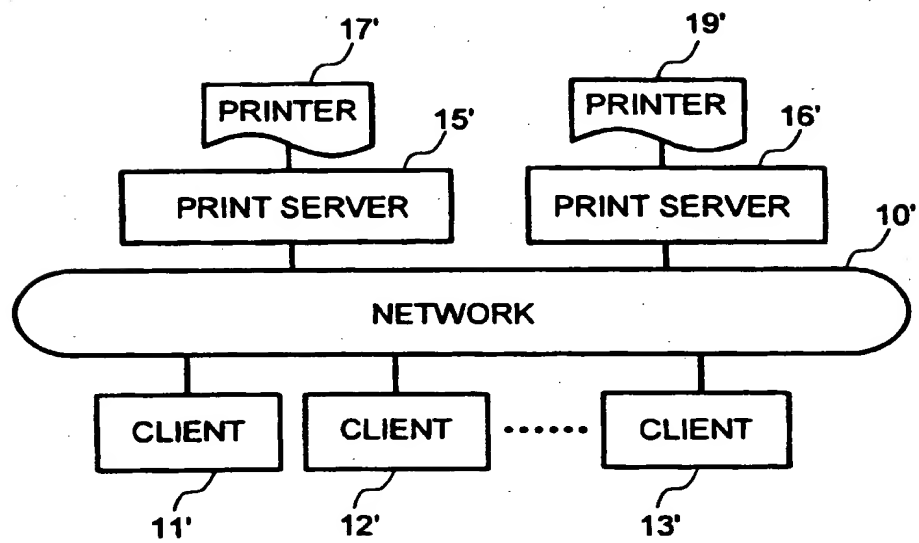 17'
19'
PRINTER
PRINTER
15'
16'
PRINT SERVER
PRINT SERVER
10'
NETWORK
CLIENT
CLIENT
......
CLIENT
11'
12'
13'